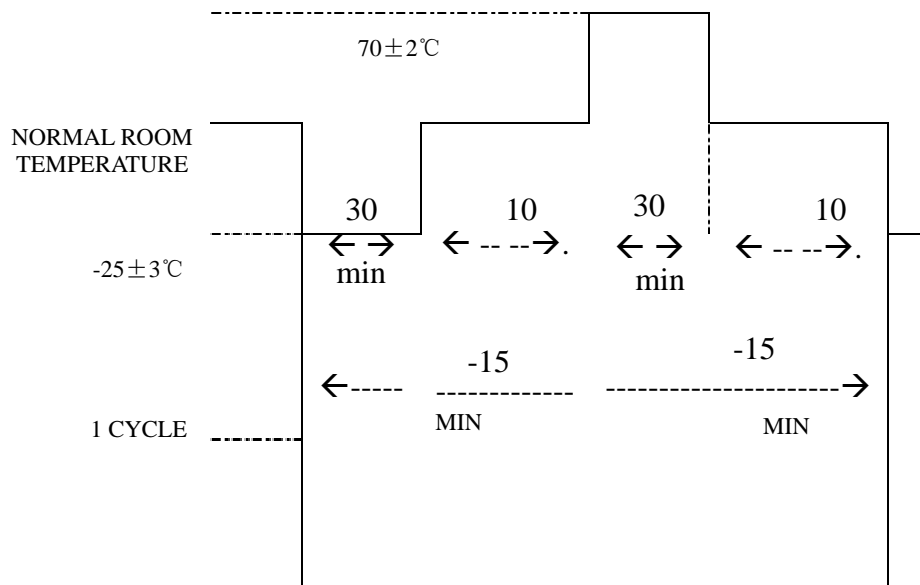 70±2℃
NORMAL ROOM
TEMPERATURE
30
10
30
10
-25±3℃
min
min
-15
-15
1 CYCLE
MIN
MIN